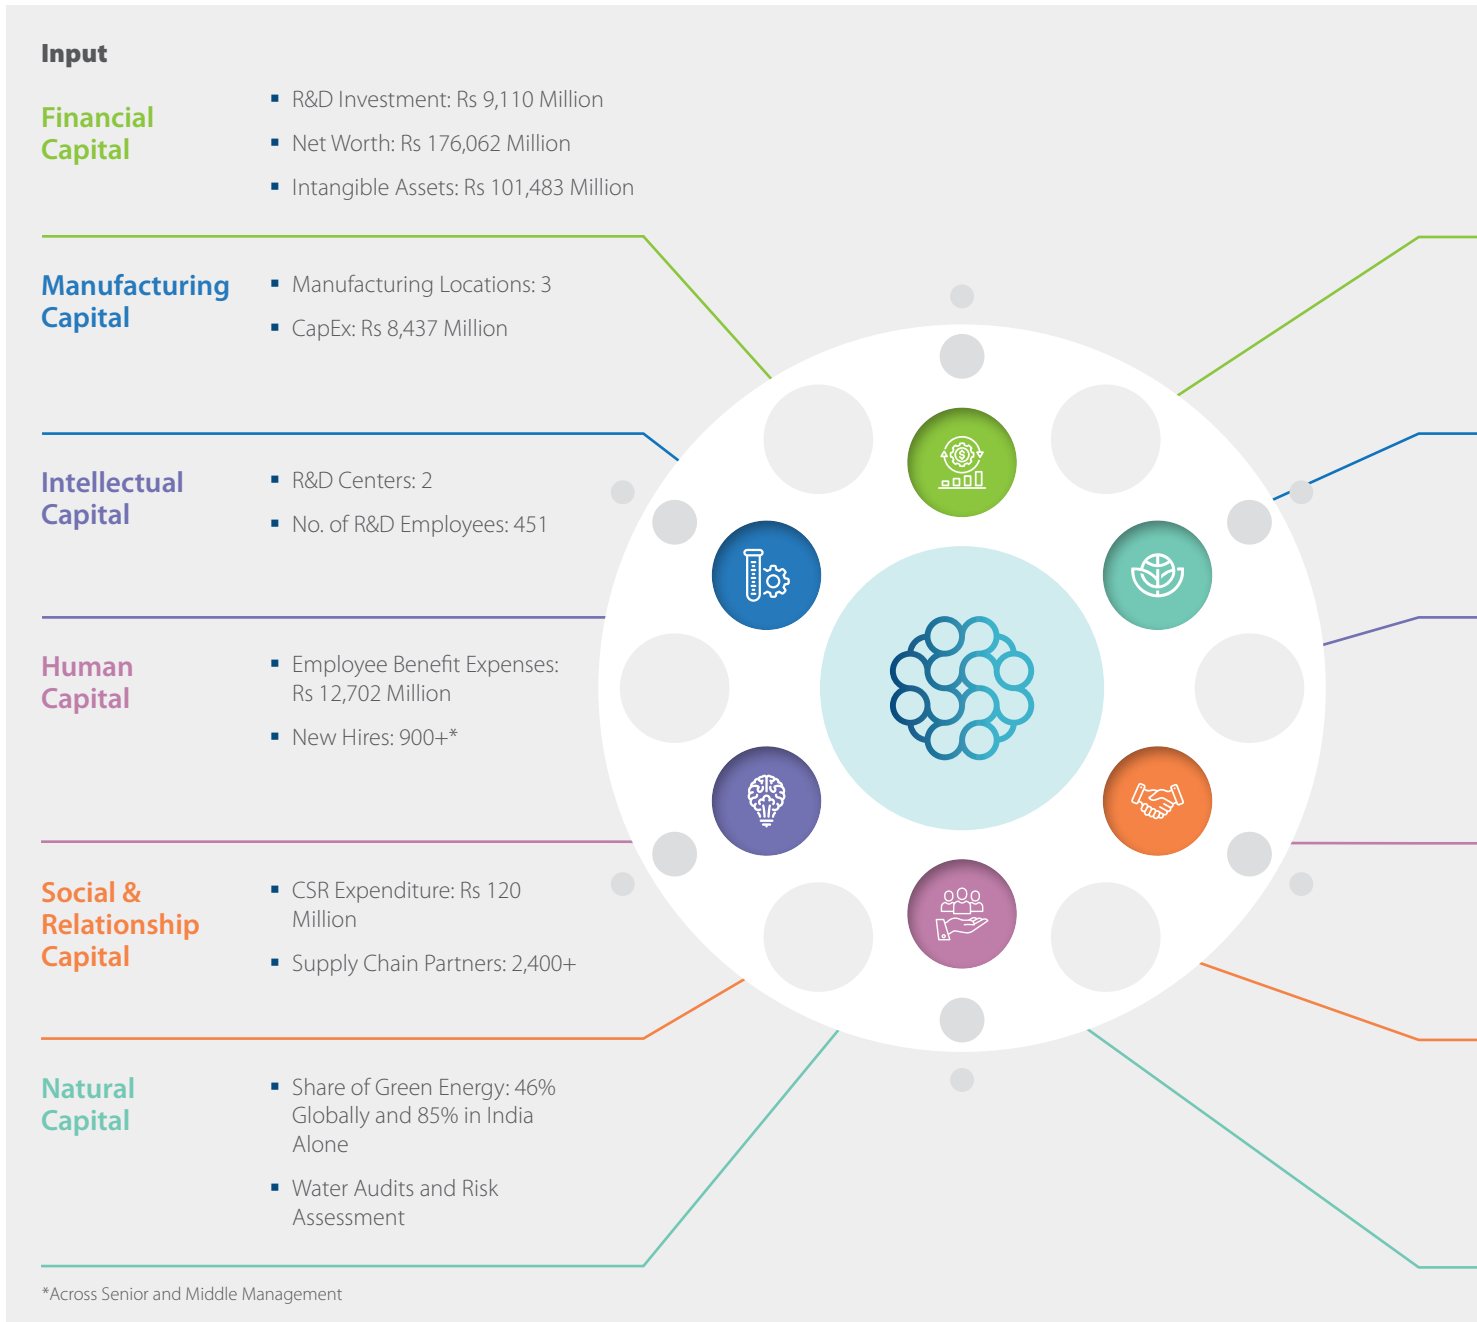 Input
Financial
Capital
▪ R&D Investment: Rs 9,110 Million
▪ Net Worth: Rs 176,062 Million
▪ Intangible Assets: Rs 101,483 Million
Manufacturing
Capital
▪ Manufacturing Locations: 3
▪ CapEx: Rs 8,437 Million
Intellectual
Capital
▪ R&D Centers: 2
▪ No. of R&D Employees: 451
Human
Capital
▪ Employee Benefit Expenses:
Rs 12,702 Million
▪ New Hires: 900+*
Social &
Relationship
Capital
▪ CSR Expenditure: Rs 120
Million
▪ Supply Chain Partners: 2,400+
Natural
Capital
▪ Share of Green Energy: 46%
Globally and 85% in India
Alone
▪ Water Audits and Risk
Assessment
*Across Senior and Middle Management
$